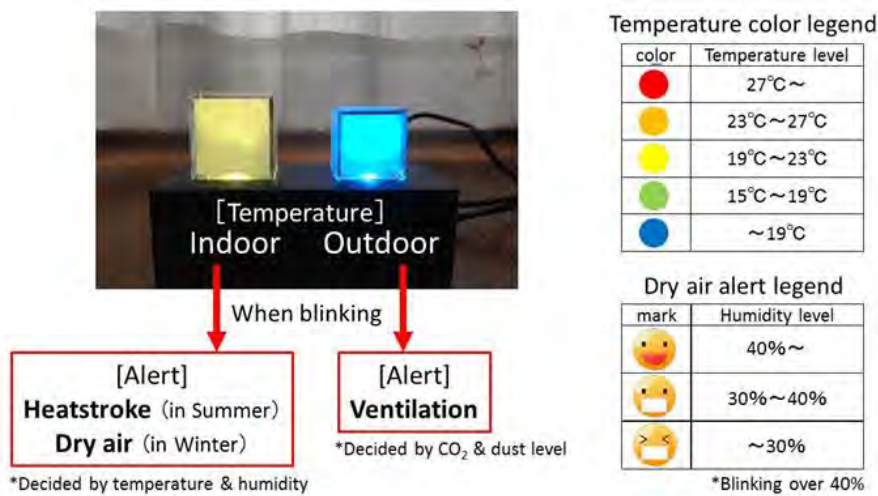 [Temperature]
Indoor Outdoor
When blinking
[Alert]
Heatstroke (in Summer)
Dry air (in Winter)
*Decided by temperature & humidity
[Alert]
Ventilation
*Decided by CO₂ & dust level
Temperature color legend
color Temperature level
27℃～
23℃～27℃
19℃～23℃
15℃～19℃
～19℃
Dry air alert legend
mark Humidity level
40%～
30%～40%
～30%
*Blinking over 40%